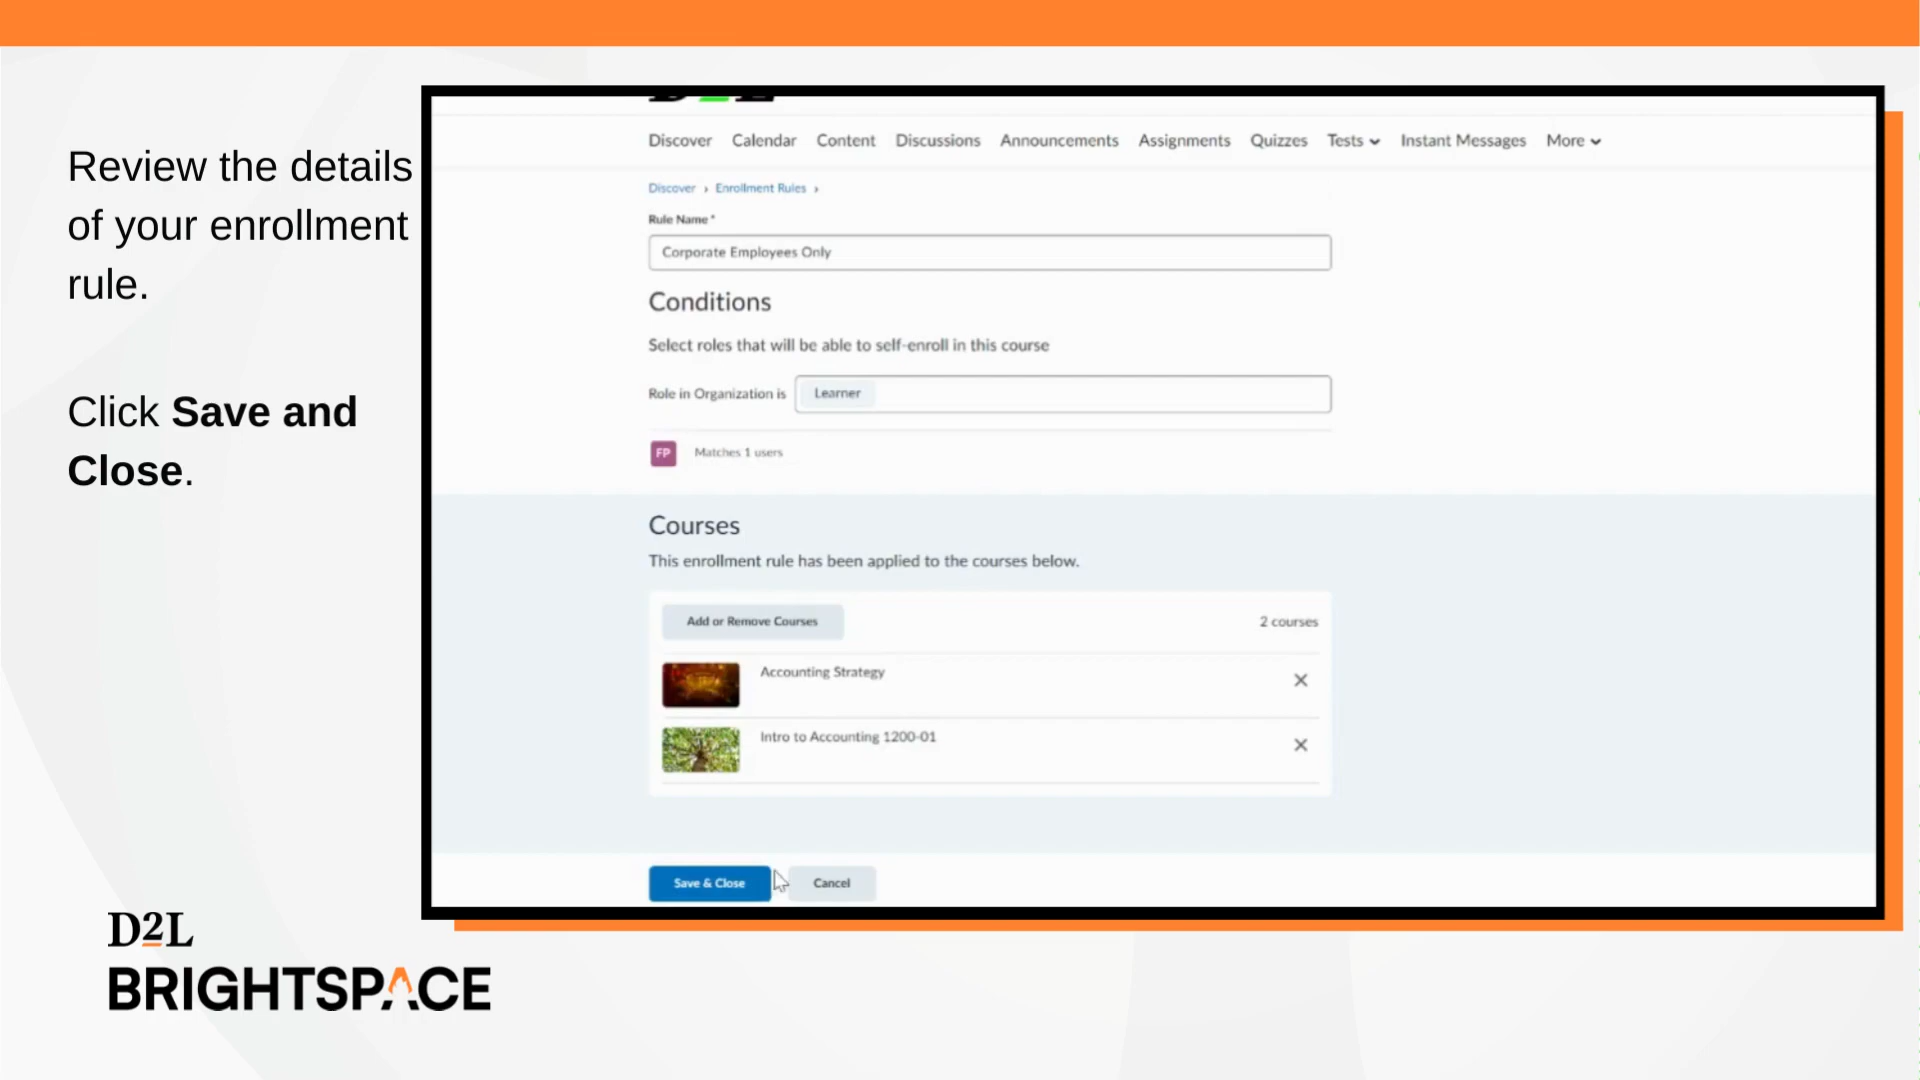 Review the details
of your enrollment
rule.
Click Save and
Close.
Discover Calendar Content Discussions Announcements Assignments Quizzes Tests Instant Messages More
Discover › Enrollment Rules ›
Rule Name *
Corporate Employees Only
Conditions
Select roles that will be able to self-enroll in this course
Role in Organization is Learner
FP Matches 1 users
Courses
This enrollment rule has been applied to the courses below.
Add or Remove Courses 2 courses
Accounting Strategy
Intro to Accounting 1200-01
Save & Close Cancel
D2L
BRIGHTSPACE